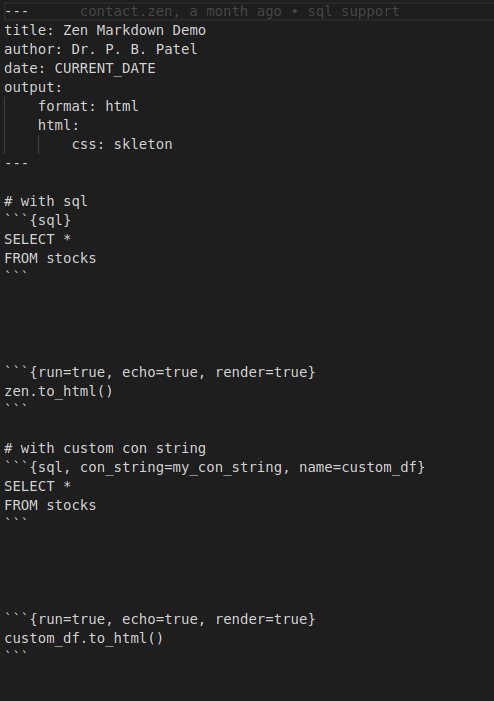 ---      contact.zen, a month ago • sql support
title: Zen Markdown Demo
author: Dr. P. B. Patel
date: CURRENT_DATE
output:
    format: html
    html:
        css: skleton
---
# with sql
```{sql}
SELECT *
FROM stocks
```
```{run=true, echo=true, render=true}
zen.to_html()
```
# with custom con string
```{sql, con_string=my_con_string, name=custom_df}
SELECT *
FROM stocks
```
```{run=true, echo=true, render=true}
custom_df.to_html()
```